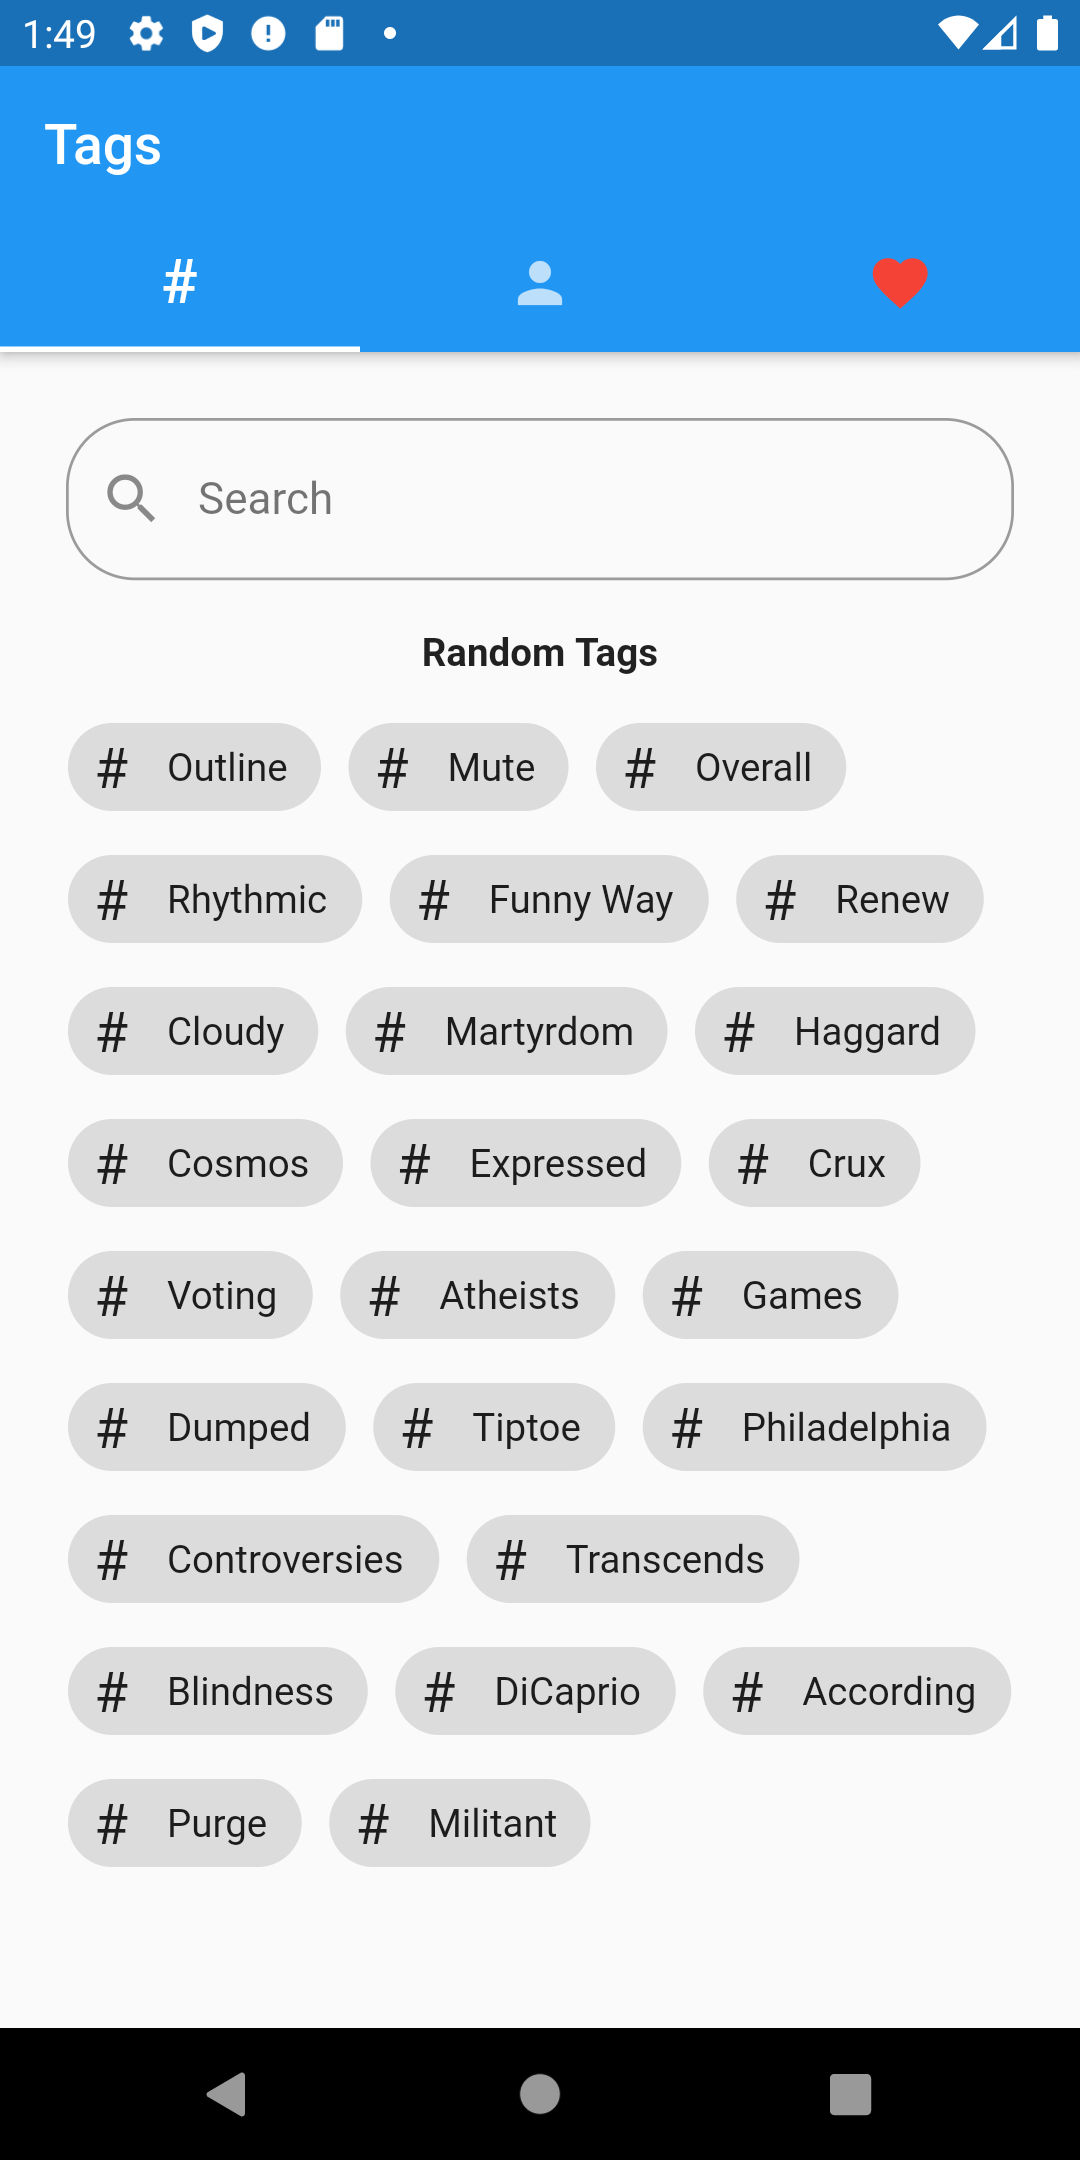 1:49
Tags
#
Search
Random Tags
# Outline # Mute # Overall
# Rhythmic # Funny Way # Renew
# Cloudy # Martyrdom # Haggard
# Cosmos # Expressed # Crux
# Voting # Atheists # Games
# Dumped # Tiptoe # Philadelphia
# Controversies # Transcends
# Blindness # DiCaprio # According
# Purge # Militant